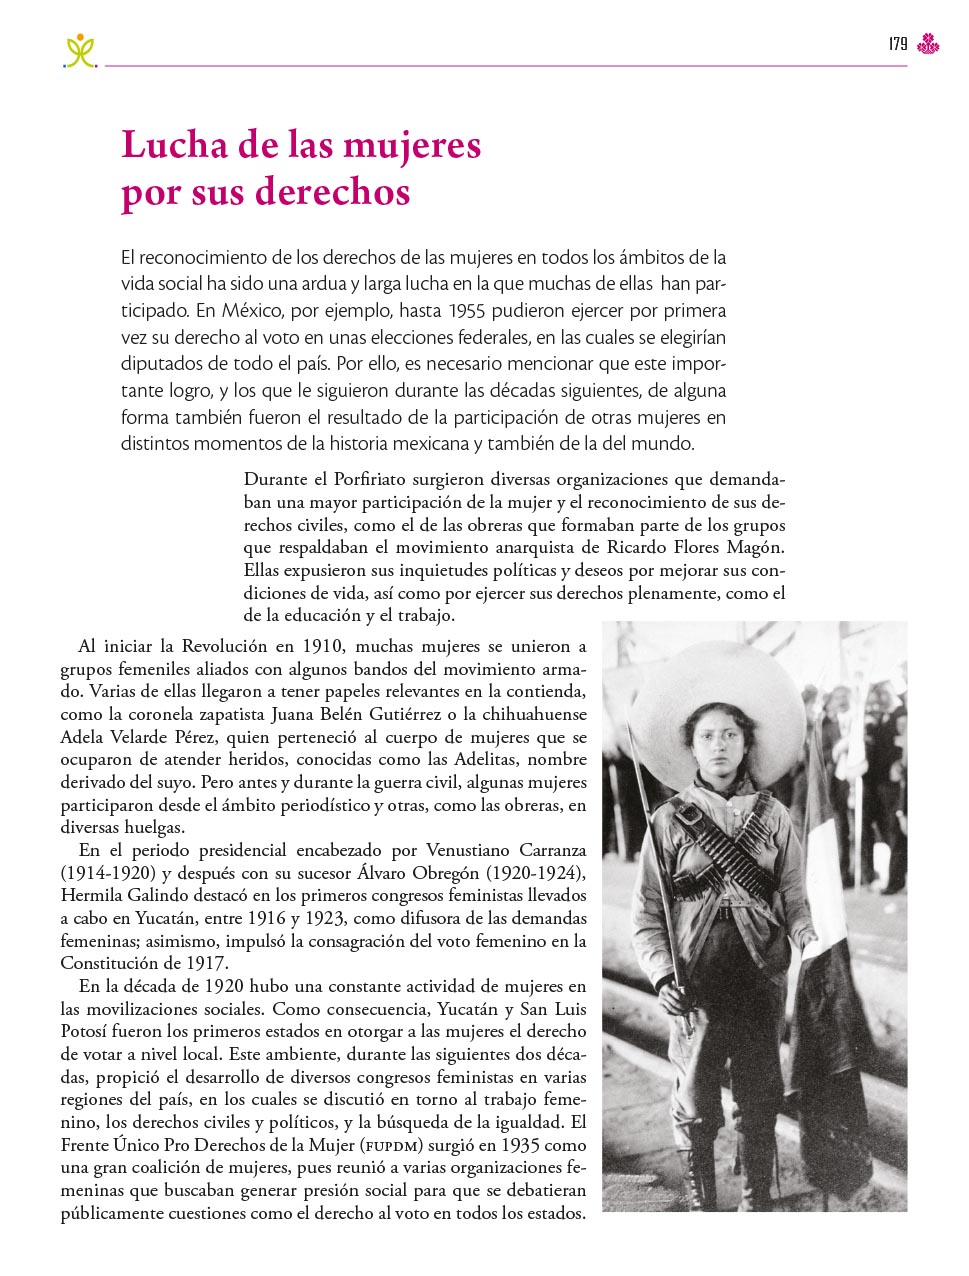 179
Lucha de las mujeres
por sus derechos
El reconocimiento de los derechos de las mujeres en todos los ámbitos de la
vida social ha sido una ardua y larga lucha en la que muchas de ellas han par-
ticipado. En México, por ejemplo, hasta 1955 pudieron ejercer por primera
vez su derecho al voto en unas elecciones federales, en las cuales se elegirían
diputados de todo el país. Por ello, es necesario mencionar que este impor-
tante logro, y los que le siguieron durante las décadas siguientes, de alguna
forma también fueron el resultado de la participación de otras mujeres en
distintos momentos de la historia mexicana y también de la del mundo.
Durante el Porfiriato surgieron diversas organizaciones que demanda-
ban una mayor participación de la mujer y el reconocimiento de sus de-
rechos civiles, como el de las obreras que formaban parte de los grupos
que respaldaban el movimiento anarquista de Ricardo Flores Magón.
Ellas expusieron sus inquietudes políticas y deseos por mejorar sus con-
diciones de vida, así como por ejercer sus derechos plenamente, como el
de la educación y el trabajo.
Al iniciar la Revolución en 1910, muchas mujeres se unieron a
grupos femeniles aliados con algunos bandos del movimiento arma-
do. Varias de ellas llegaron a tener papeles relevantes en la contienda,
como la coronela zapatista Juana Belén Gutiérrez o la chihuahuense
Adela Velarde Pérez, quien perteneció al cuerpo de mujeres que se
ocuparon de atender heridos, conocidas como las Adelitas, nombre
derivado del suyo. Pero antes y durante la guerra civil, algunas mujeres
participaron desde el ámbito periodístico y otras, como las obreras, en
diversas huelgas.
En el periodo presidencial encabezado por Venustiano Carranza
(1914-1920) y después con su sucesor Álvaro Obregón (1920-1924),
Hermila Galindo destacó en los primeros congresos feministas llevados
a cabo en Yucatán, entre 1916 y 1923, como difusora de las demandas
femeninas; asimismo, impulsó la consagración del voto femenino en la
Constitución de 1917.
En la década de 1920 hubo una constante actividad de mujeres en
las movilizaciones sociales. Como consecuencia, Yucatán y San Luis
Potosí fueron los primeros estados en otorgar a las mujeres el derecho
de votar a nivel local. Este ambiente, durante las siguientes dos déca-
das, propició el desarrollo de diversos congresos feministas en varias
regiones del país, en los cuales se discutió en torno al trabajo feme-
nino, los derechos civiles y políticos, y la búsqueda de la igualdad. El
Frente Único Pro Derechos de la Mujer (FUPDM) surgió en 1935 como
una gran coalición de mujeres, pues reunió a varias organizaciones fe-
meninas que buscaban generar presión social para que se debatieran
públicamente cuestiones como el derecho al voto en todos los estados.